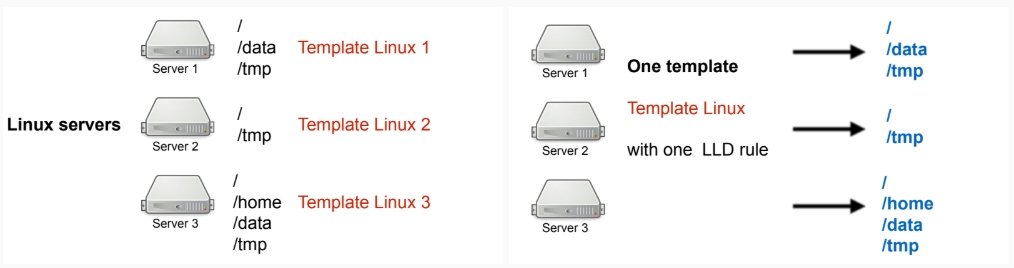 Linux servers
Server 1
/
/data
/tmp
Template Linux 1
Server 2
/
/tmp
Template Linux 2
Server 3
/
/home
/data
/tmp
Template Linux 3
Server 1
Server 2
Server 3
One template
Template Linux
with one LLD rule
/
/data
/tmp
/
/tmp
/
/home
/data
/tmp